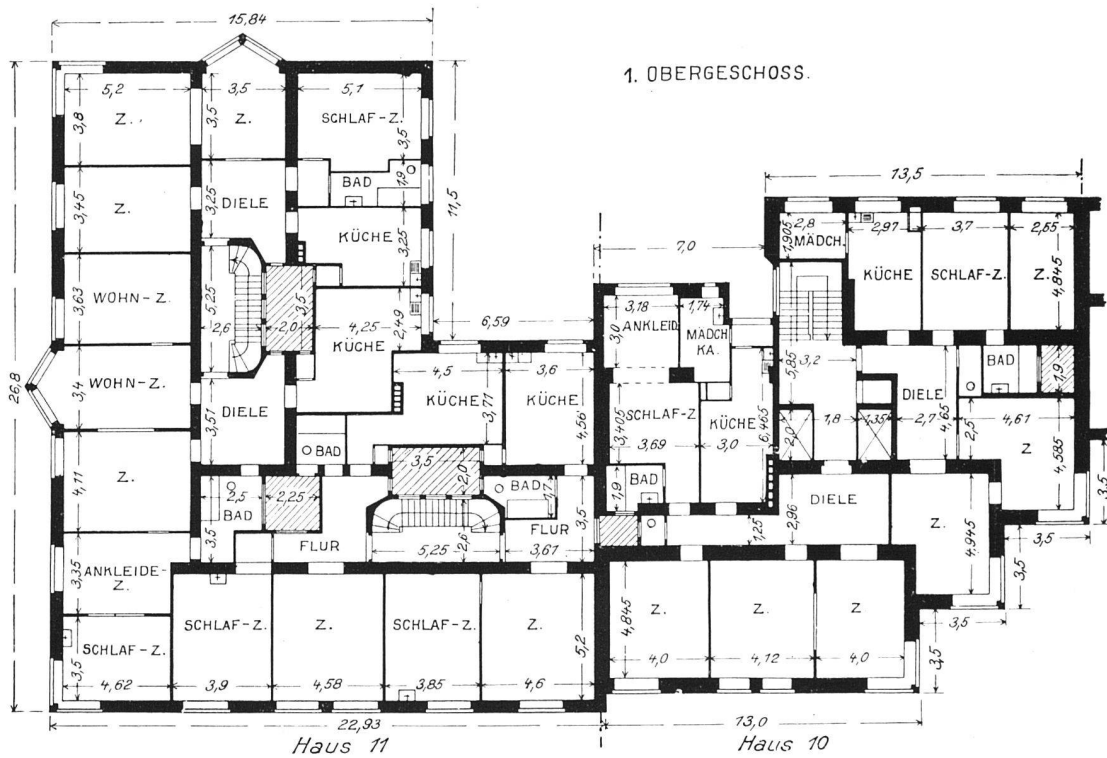 15,84
1. OBERGESCHOSS.
5,2
3,5
5,1
3,8
Z.
3,5
Z.
SCHLAF-Z.
3,5
13,5
BAD
1,9
11,5
3,45
Z.
3,25
DIELE
KÜCHE
3,25
7,0
2,8
1,905
MÄDCH.
2,97
3,7
2,55
KÜCHE
SCHLAF-Z.
Z.
4,845
WOHN-Z.
3,63
5,25
2,6
2,0
3,5
4,25
2,49
KÜCHE
6,59
3,18
1,74
ANKLEID.
3,0
MÄDCH
KA.
5,85
3,2
26,8
WOHN-Z.
3,4
4,5
3,6
KÜCHE
3,71
KÜCHE
4,56
DIELE
3,51
BAD
SCHLAF-Z
3,405
3,69
KÜCHE
3,0
6,465
2,0
1,8
1,35
DIELE
2,7
4,65
BAD
1,9
2,5
4,61
Z
4,585
Z.
4,11
3,5
2,0
2,5
BAD
3,5
2,25
BAD
1,7
BAD
1,9
DIELE
Z.
4,945
FLUR
5,25
2,6
FLUR
3,61
3,5
1,25
2,96
3,5
3,5
ANKLEIDE-
Z.
3,35
SCHLAF-Z.
3,5
4,62
SCHLAF-Z.
3,9
Z.
4,58
SCHLAF-Z.
3,85
Z.
4,6
5,2
Z.
4,845
4,0
Z.
4,12
Z
4,0
3,5
3,5
22,93
13,0
Haus 11
Haus 10